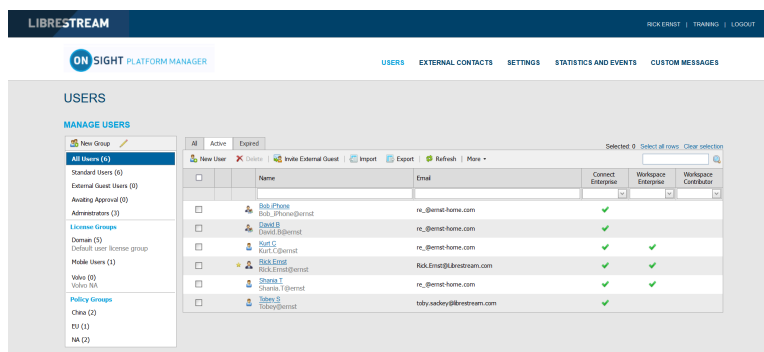 LIBRESTREAM
RICK ERNST | TRAINING | LOGOUT
ON SIGHT PLATFORM MANAGER
USERS EXTERNAL CONTACTS SETTINGS STATISTICS AND EVENTS CUSTOM MESSAGES
USERS
MANAGE USERS
New Group
All Users (6)
Standard Users (6)
External Guest Users (0)
Awaiting Approval (0)
Administrators (3)
License Groups
Domain (5)
Default user license group
Mobile Users (1)
Volvo (0)
Volvo NA
Policy Groups
China (2)
EU (1)
NA (2)
All Active Expired
Selected: 0 Select all rows Clear selection
New User Delete | Invite External Guest | Import Export | Refresh | More
Name Email Connect Enterprise Workspace Enterprise Workspace Contributor
Bob iPhone
Bob_iPhone@ernst re_@ernst-home.com
David B
David.B@ernst re_@ernst-home.com
Kurt C
Kurt.C@ernst re_@ernst-home.com
Rick Ernst
Rick.Ernst@ernst Rick.Ernst@Librestream.com
Shania T
Shania.T@ernst re_@ernst-home.com
Tobey S
Tobey@ernst toby.sackey@librestream.com